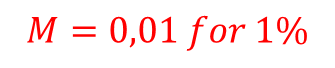 M = 0,01 for 1%